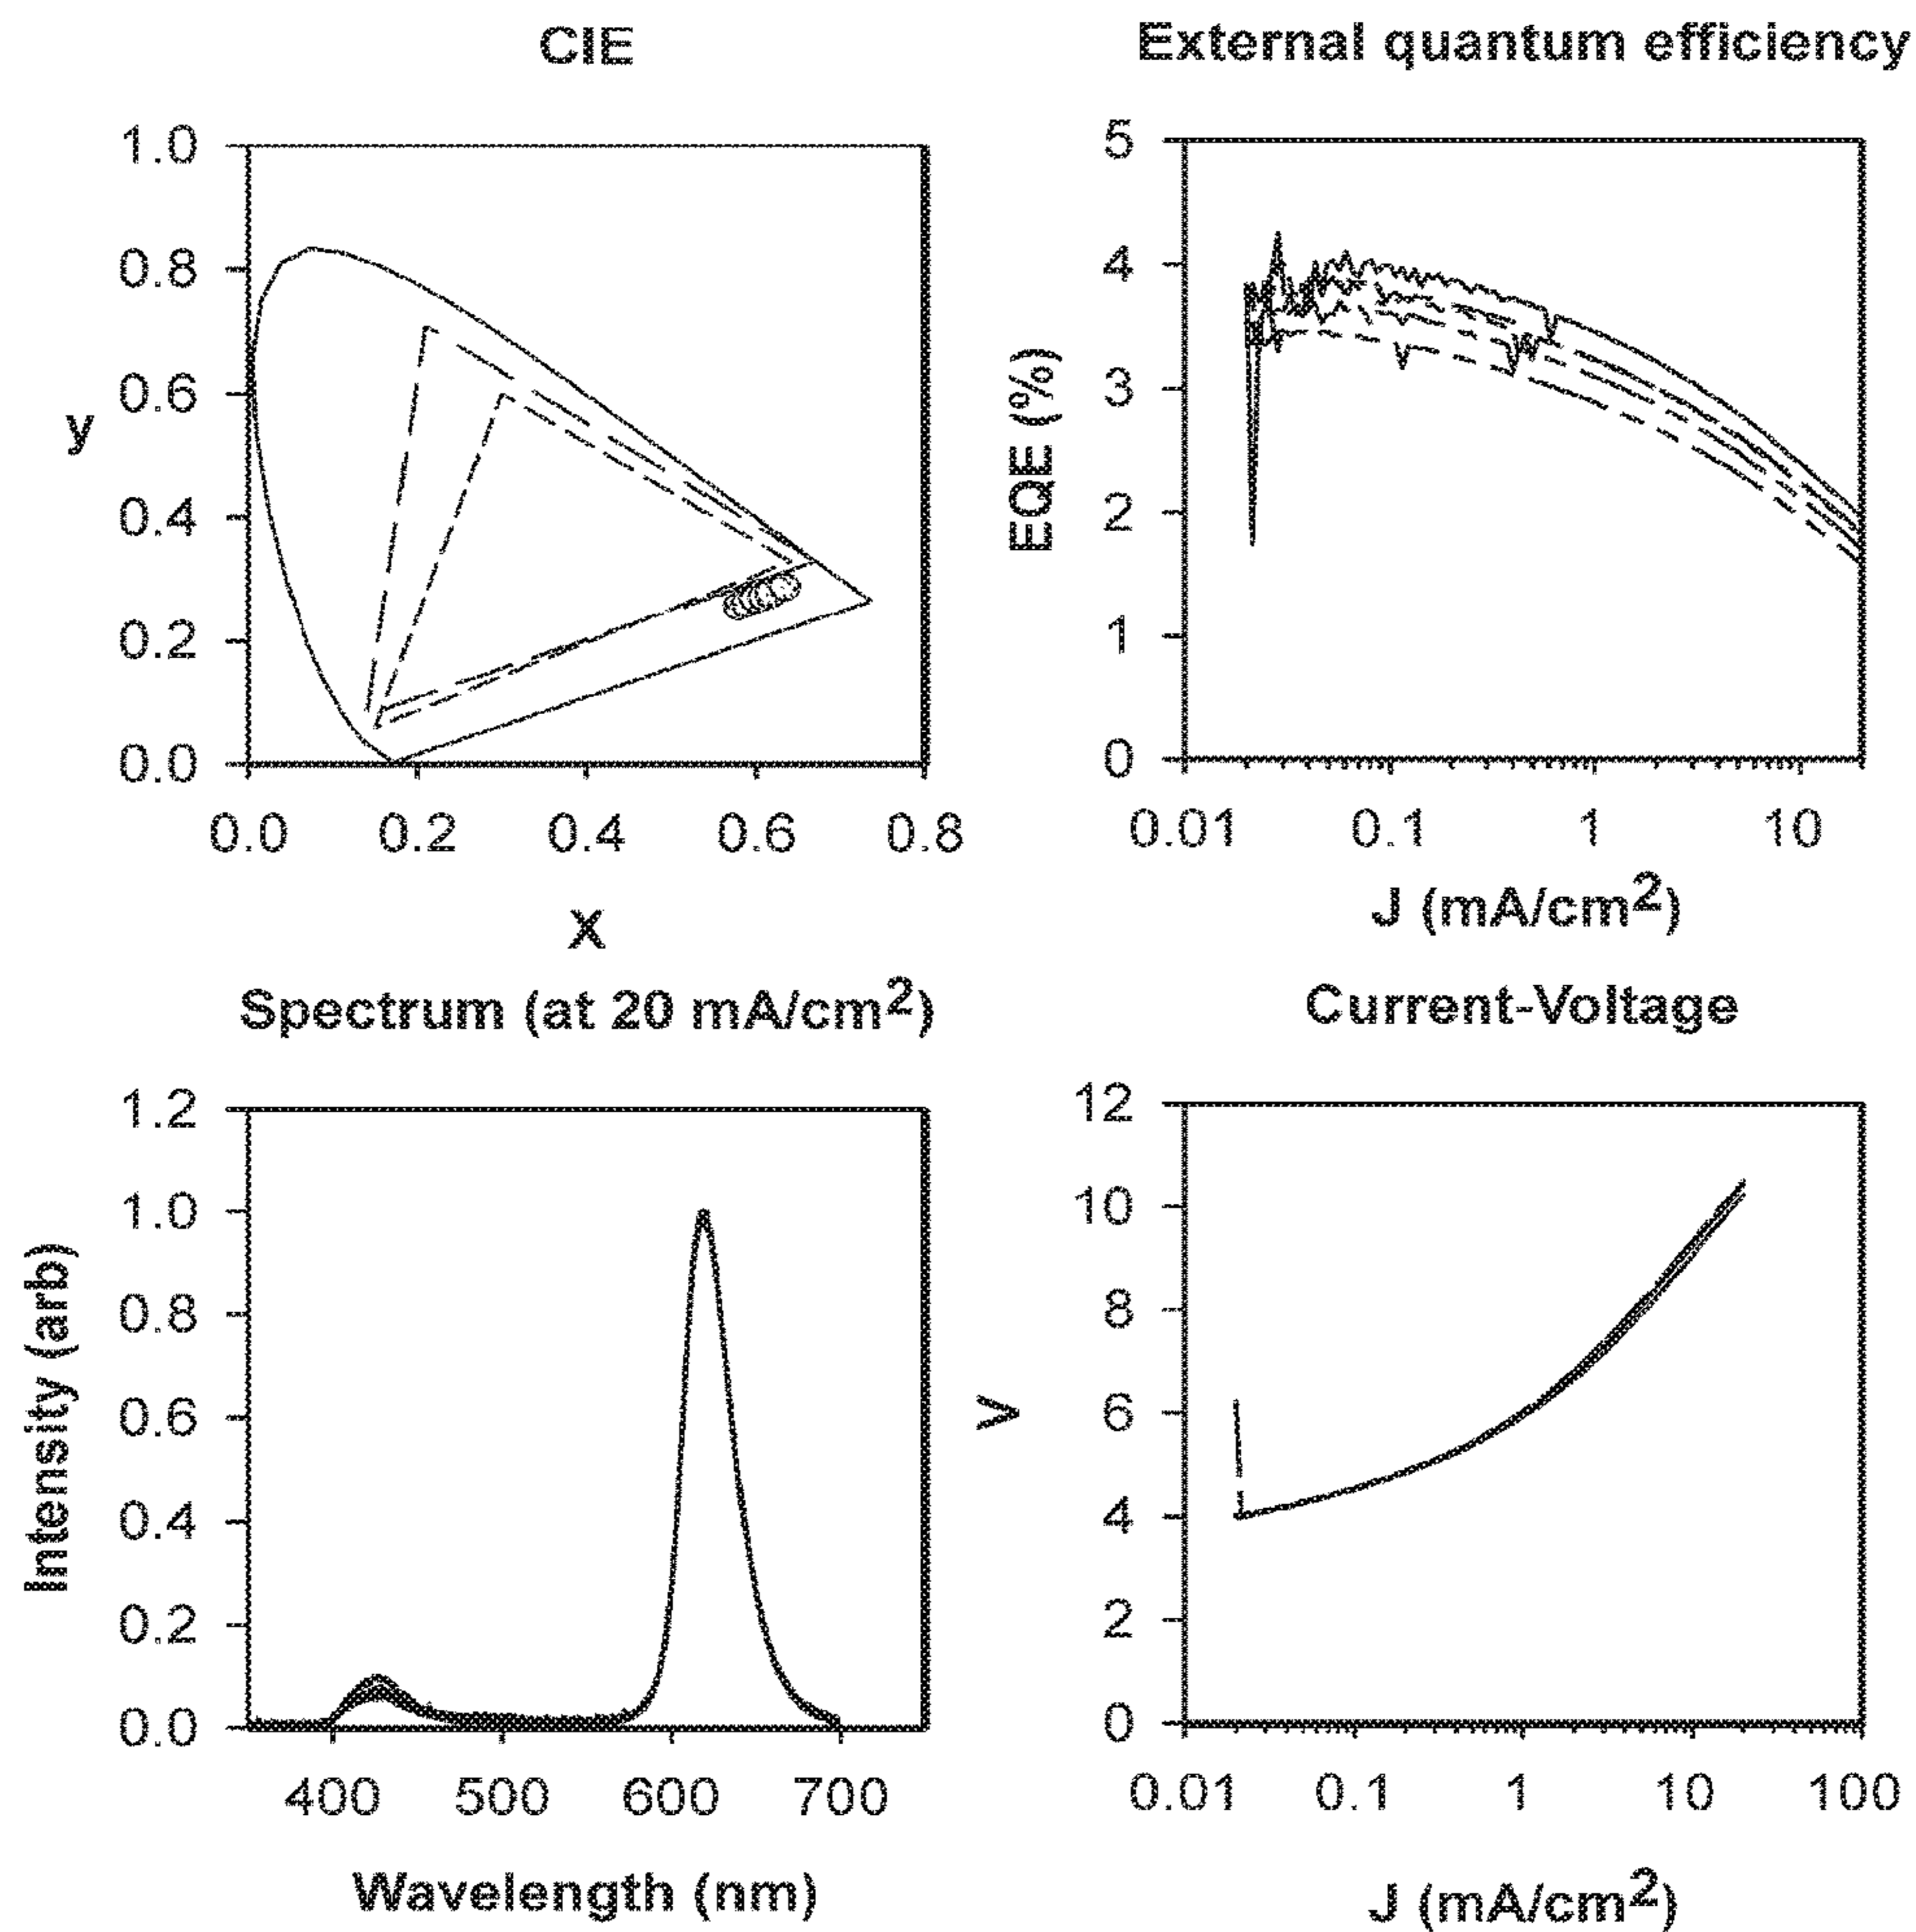 CIE
1.0
0.8
0.6
0.4
0.2
0.0
y
0.0 0.2 0.4 0.6 0.8
X
External quantum efficiency
5
4
3
2
1
0
EQE (%)
0.01 0.1 1 10
J (mA/cm²)
Spectrum (at 20 mA/cm²)
1.2
1.0
0.8
0.6
0.4
0.2
0.0
Intensity (arb)
400 500 600 700
Wavelength (nm)
Current-Voltage
12
10
8
6
4
2
0
V
0.01 0.1 1 10 100
J (mA/cm²)